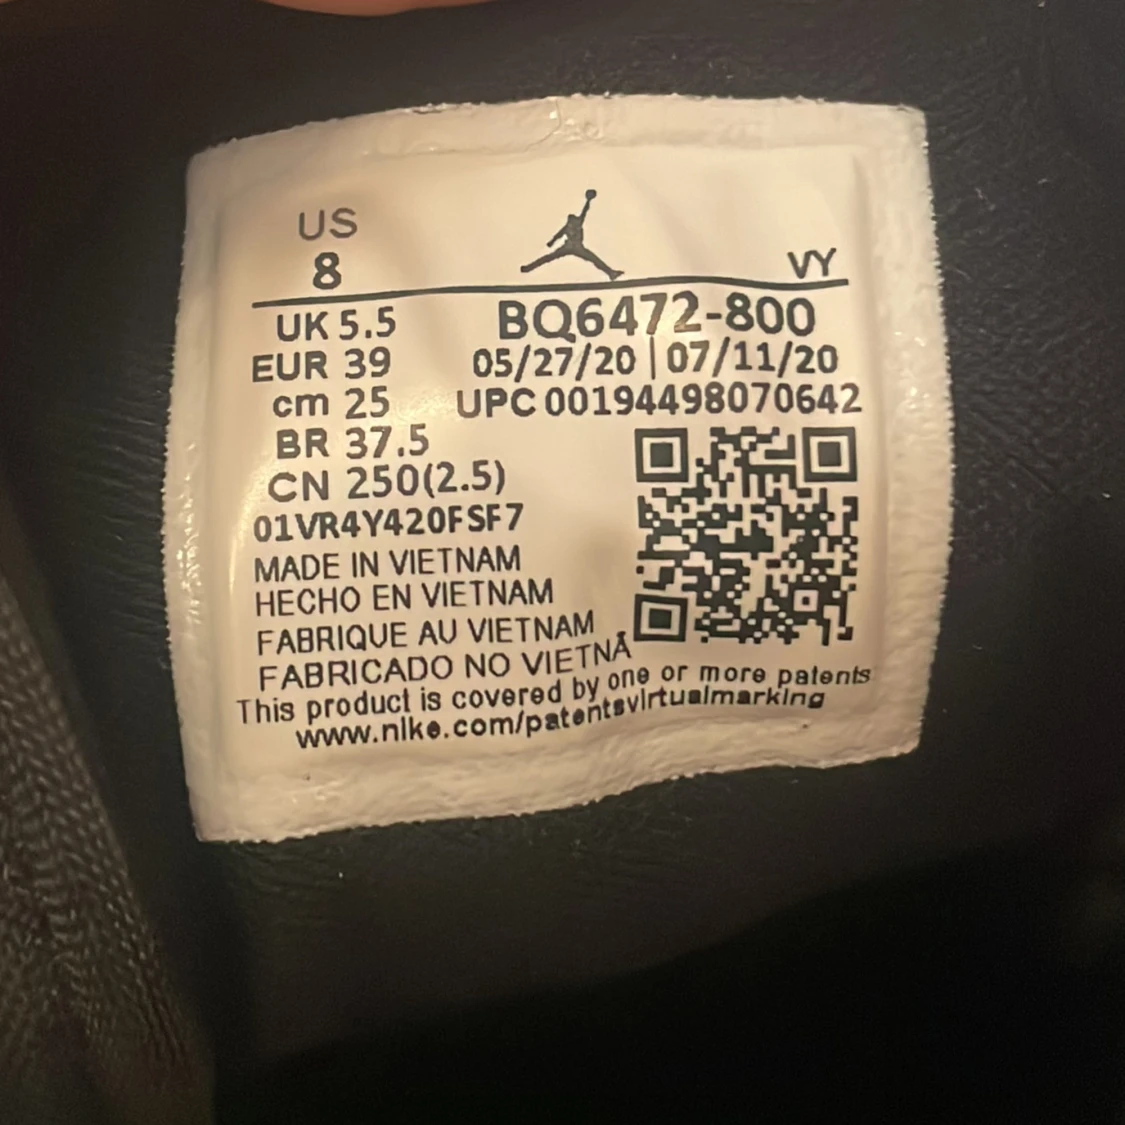 US
8
VY
UK 5.5
BQ6472-800
EUR 39
05/27/20 | 07/11/20
cm 25
UPC 00194498070642
BR 37.5
CN 250(2.5)
01VR4Y420FSF7
MADE IN VIETNAM
HECHO EN VIETNAM
FABRIQUE AU VIETNAM
FABRICADO NO VIETNÃ
This product is covered by one or more patents
www.nike.com/patentsvirtualmarking